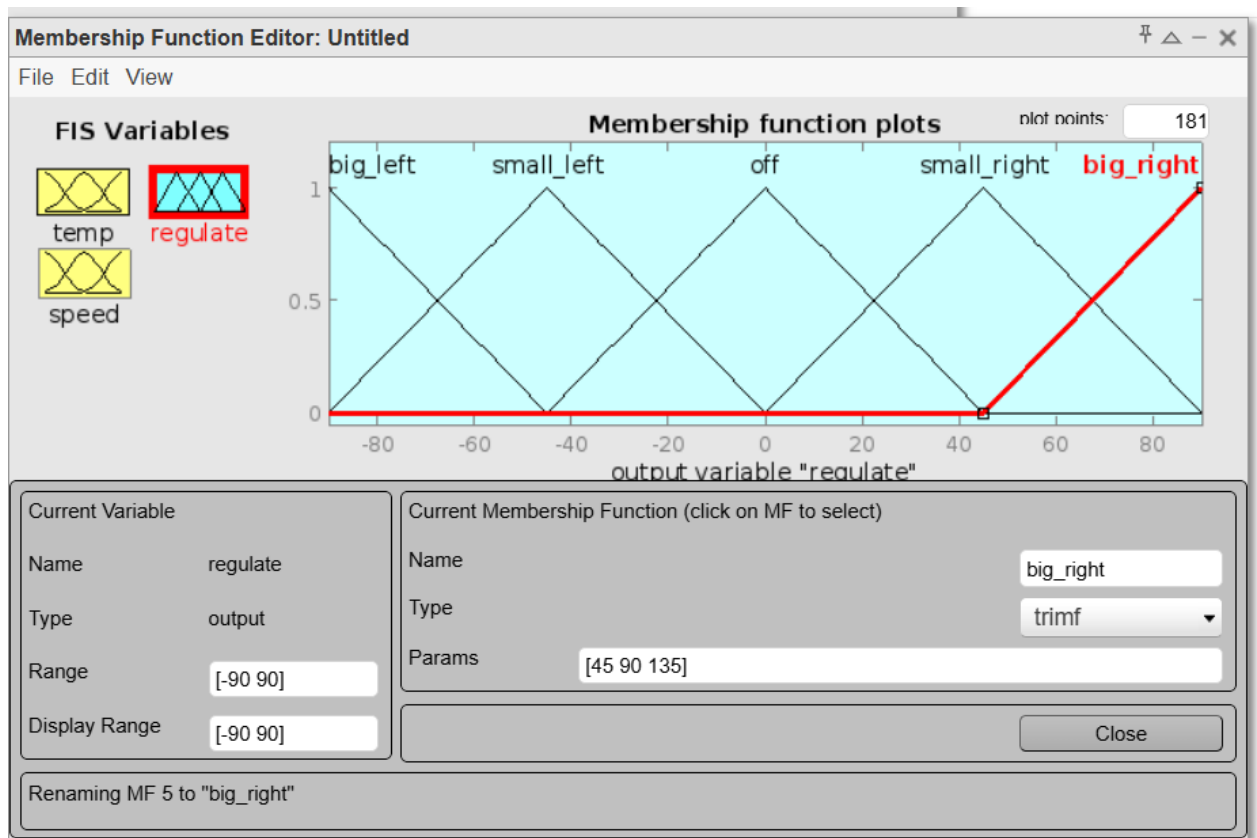 Membership Function Editor: Untitled
File Edit View
FIS Variables
temp
regulate
speed
Membership function plots
plot points:
181
big_left
small_left
off
small_right
big_right
1
0.5
0
-80
-60
-40
-20
0
20
40
60
80
output variable "regulate"
Current Variable
Name
regulate
Type
output
Range
[-90 90]
Display Range
[-90 90]
Current Membership Function (click on MF to select)
Name
big_right
Type
trimf
Params
[45 90 135]
Close
Renaming MF 5 to "big_right"